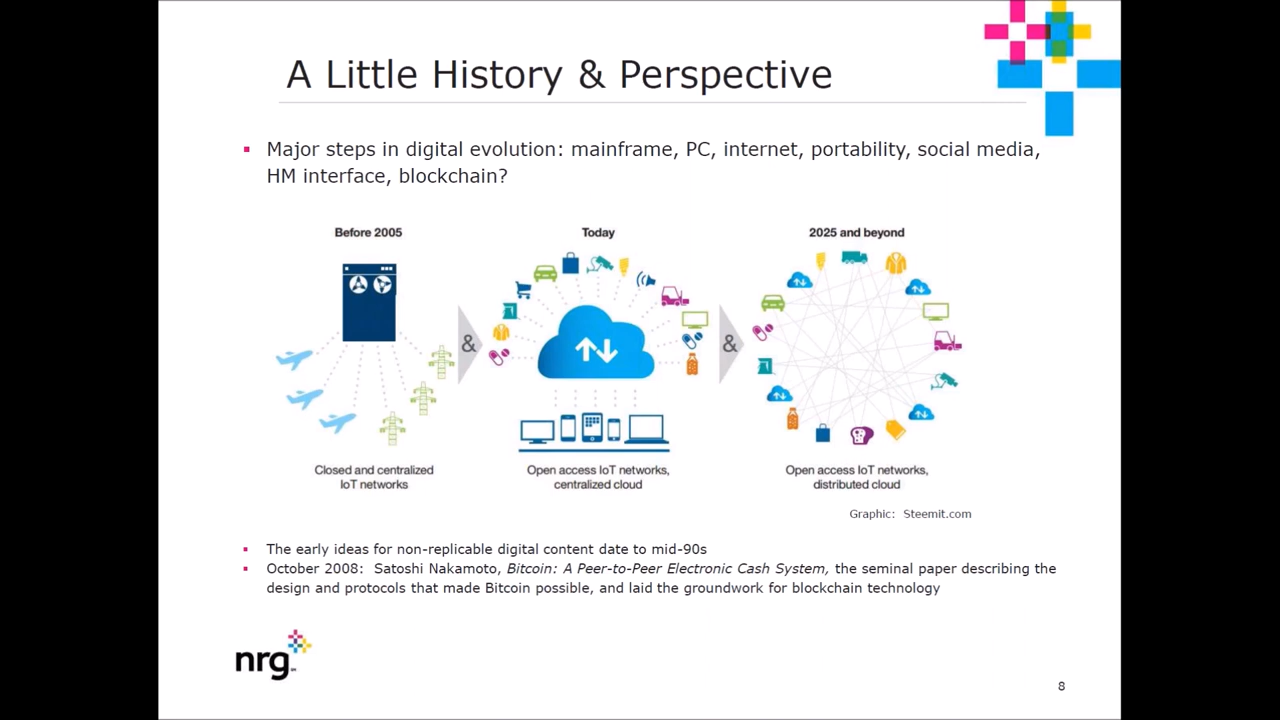 A Little History & Perspective
Major steps in digital evolution: mainframe, PC, internet, portability, social media,
HM interface, blockchain?
Before 2005
Today
2025 and beyond
&
&
Closed and centralized
IoT networks
Open access IoT networks,
centralized cloud
Open access IoT networks,
distributed cloud
Graphic: Steemit.com
The early ideas for non-replicable digital content date to mid-90s
October 2008: Satoshi Nakamoto, Bitcoin: A Peer-to-Peer Electronic Cash System, the seminal paper describing the
design and protocols that made Bitcoin possible, and laid the groundwork for blockchain technology
nrg
8